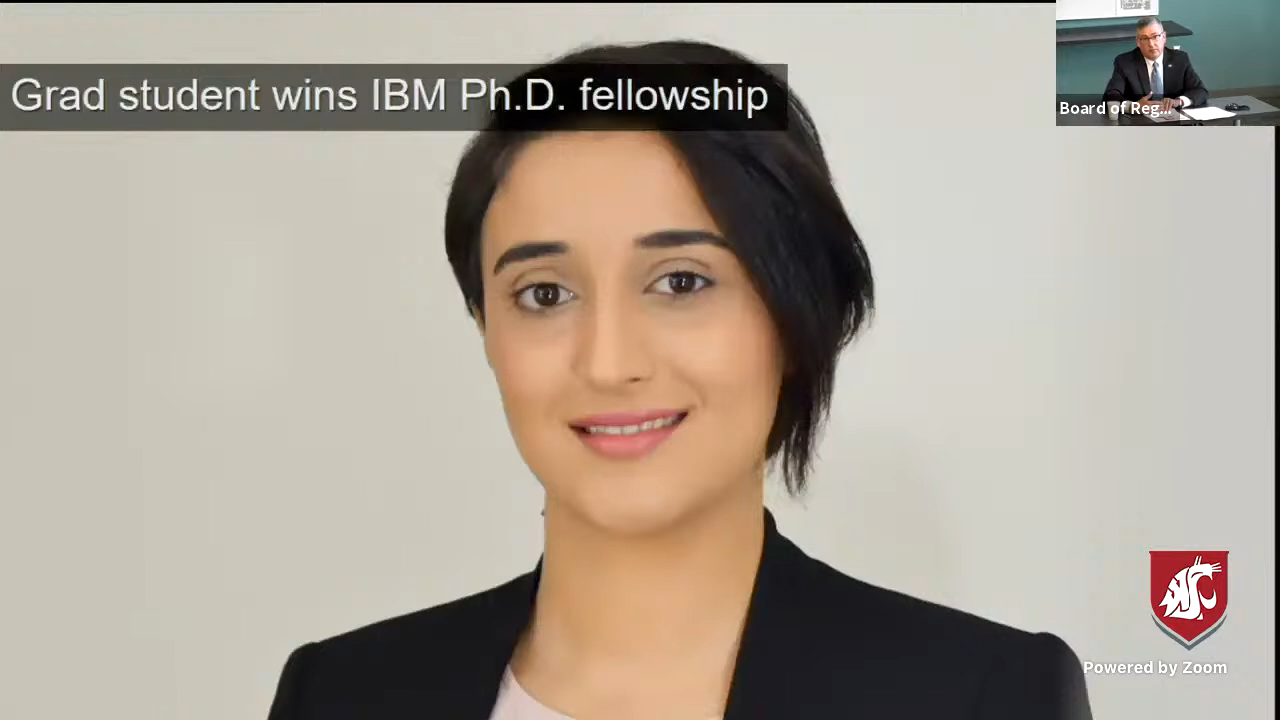 Grad student wins IBM Ph.D. fellowship
Board of Reg...
Powered by Zoom